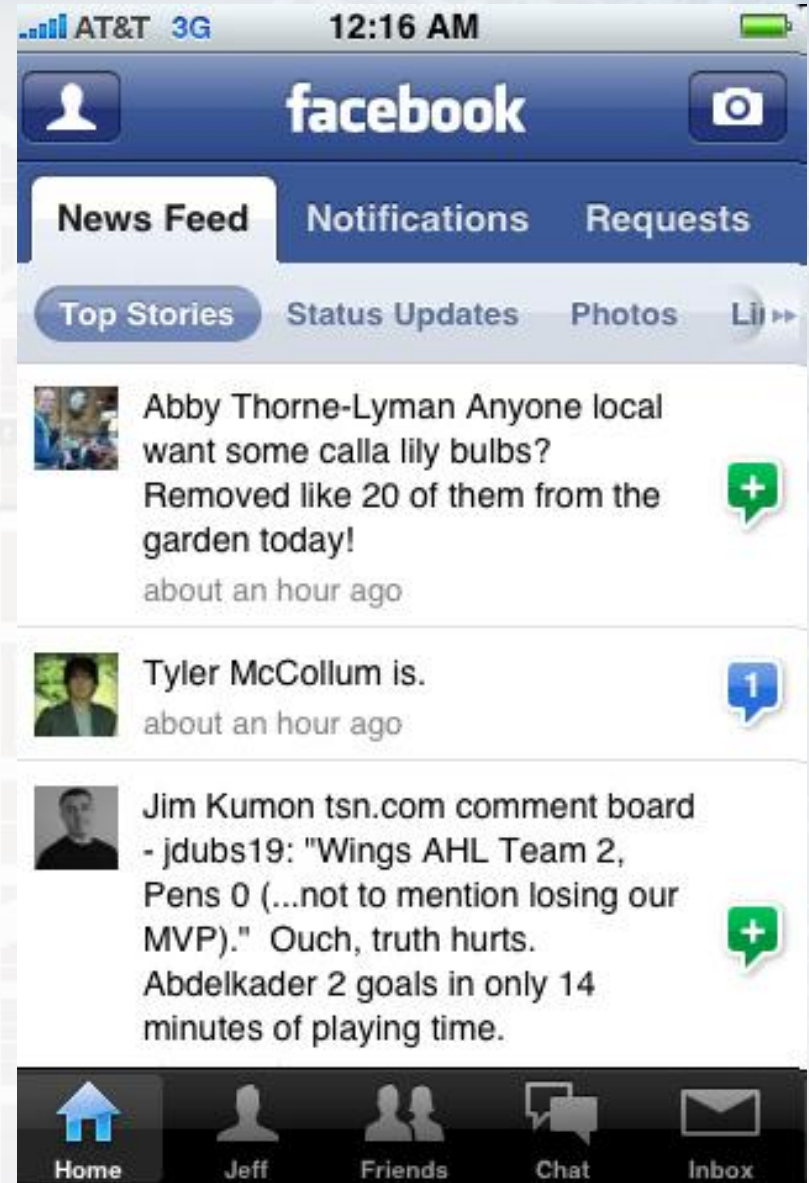 AT&T 3G 12:16 AM
facebook
News Feed Notifications Requests
Top Stories Status Updates Photos
Abby Thorne-Lyman Anyone local
want some calla lily bulbs?
Removed like 20 of them from the
garden today!
about an hour ago
Tyler McCollum is.
1
about an hour ago
Jim Kumon tsn.com comment board
- jdubs19: "Wings AHL Team 2,
Pens 0 (...not to mention losing our
MVP)." Ouch, truth hurts.
Abdelkader 2 goals in only 14
minutes of playing time.
Home Jeff Friends Chat Inbox